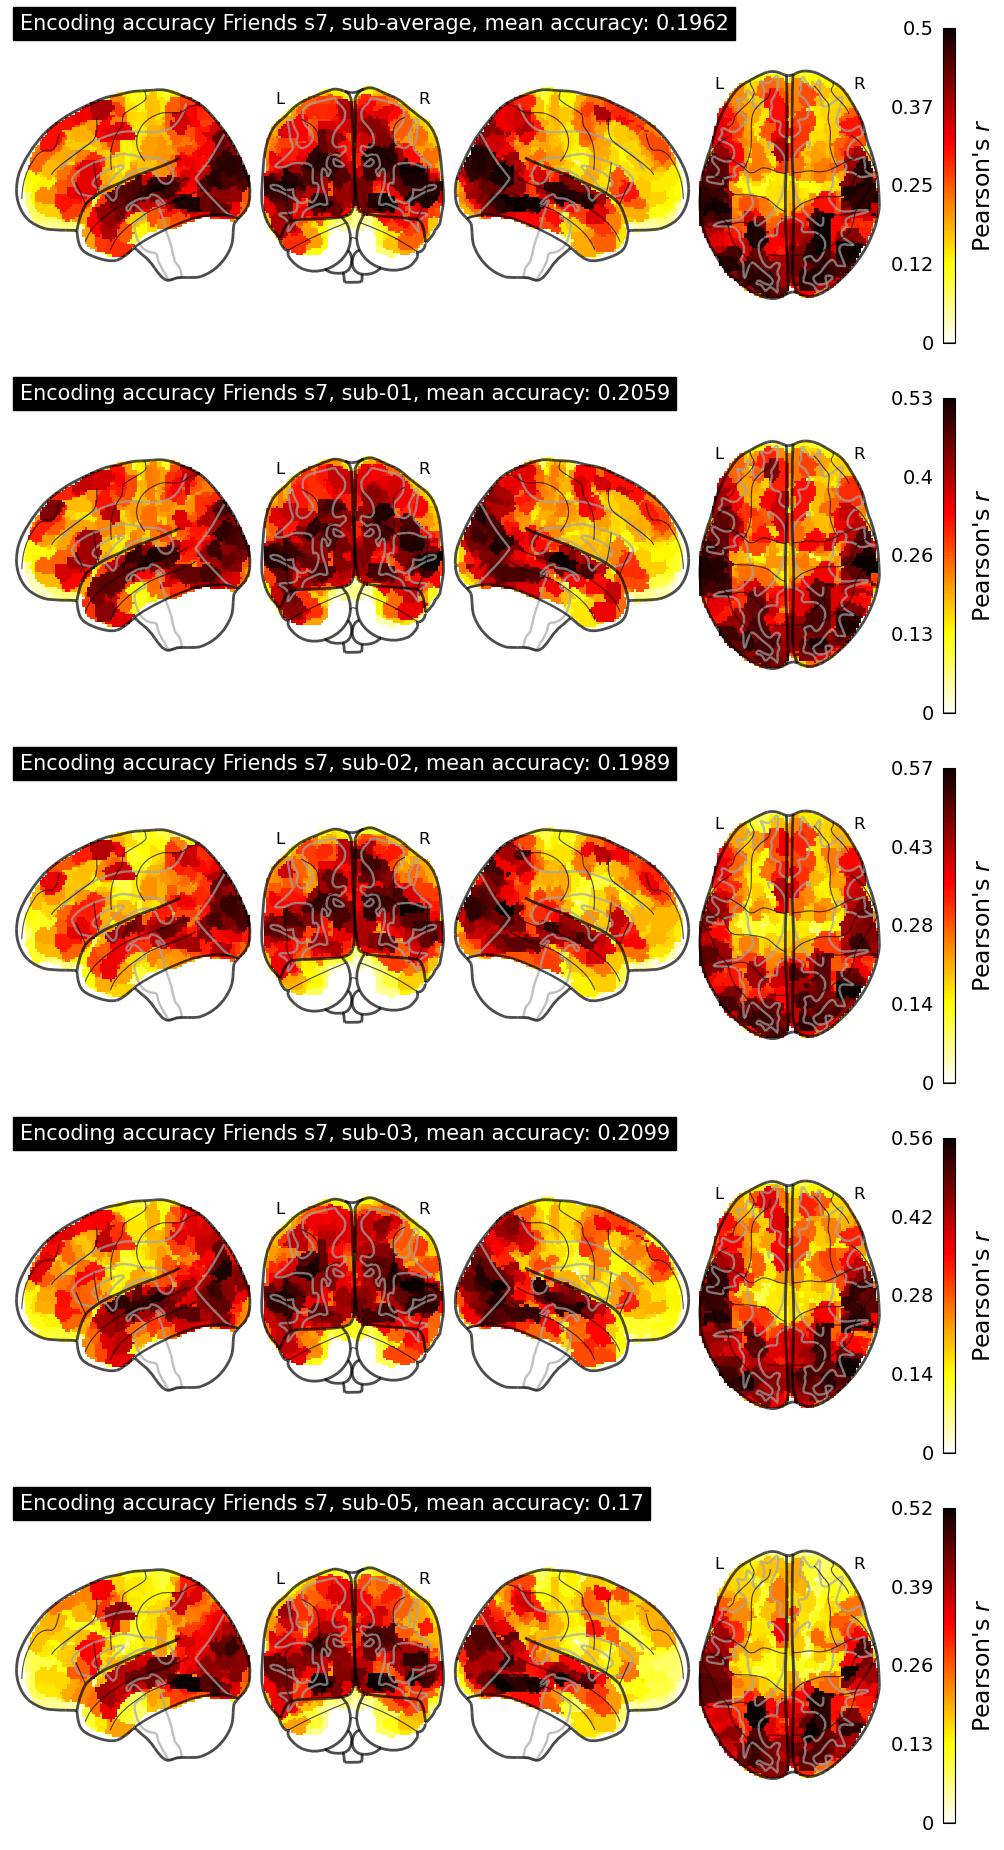 Encoding accuracy Friends s7, sub-average, mean accuracy: 0.1962
L R L R
0.5
0.37
0.25
0.12
0
Pearson's r
Encoding accuracy Friends s7, sub-01, mean accuracy: 0.2059
L R L R
0.53
0.4
0.26
0.13
0
Pearson's r
Encoding accuracy Friends s7, sub-02, mean accuracy: 0.1989
L R L R
0.57
0.43
0.28
0.14
0
Pearson's r
Encoding accuracy Friends s7, sub-03, mean accuracy: 0.2099
L R L R
0.56
0.42
0.28
0.14
0
Pearson's r
Encoding accuracy Friends s7, sub-05, mean accuracy: 0.17
L R L R
0.52
0.39
0.26
0.13
0
Pearson's r